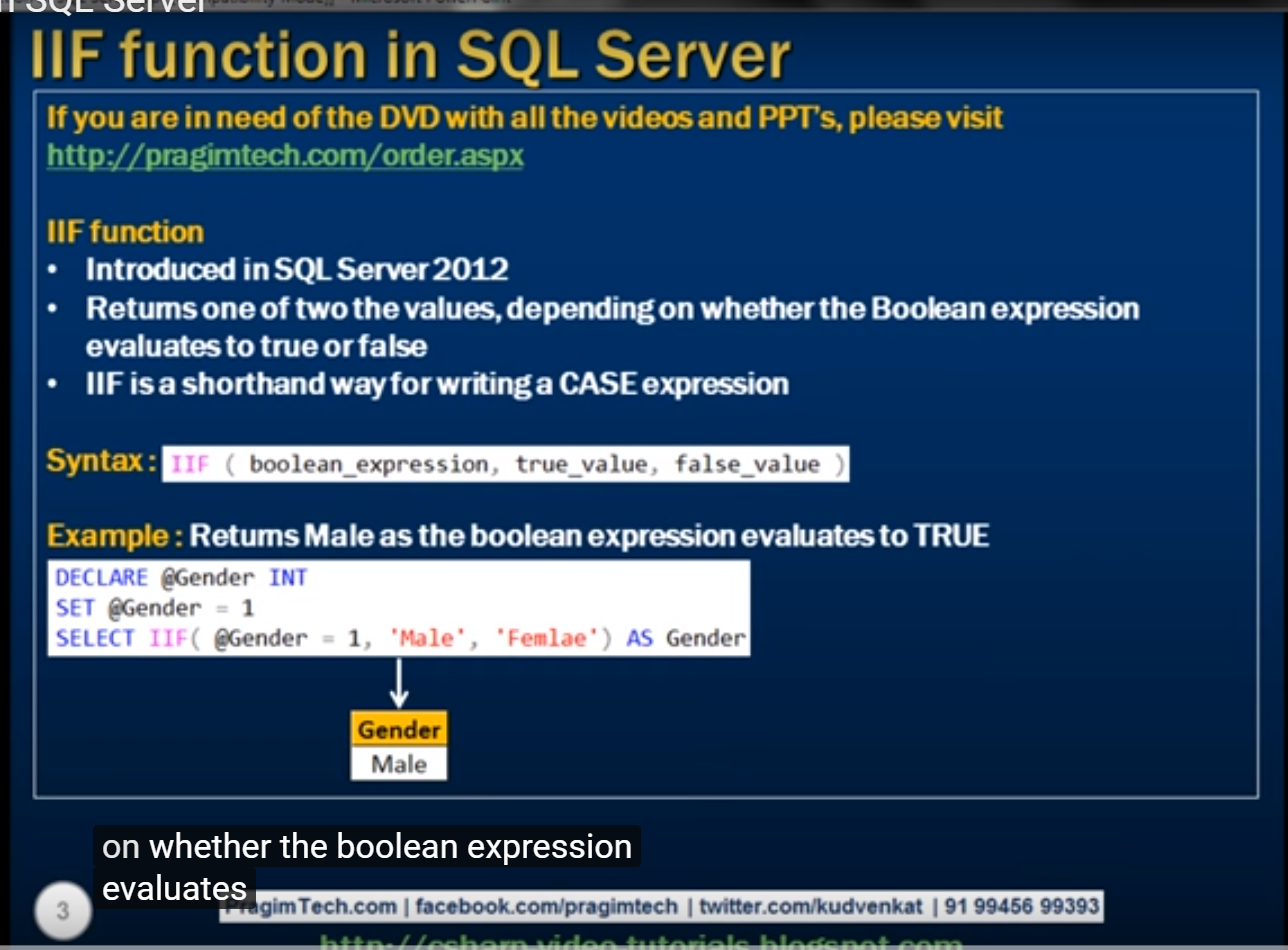 n SQL Server
IIF function in SQL Server
If you are in need of the DVD with all the videos and PPT's, please visit
http://pragimtech.com/order.aspx
IIF function
• Introduced in SQL Server 2012
• Returns one of two the values, depending on whether the Boolean expression
evaluates to true or false
• IIF is a shorthand way for writing a CASE expression
Syntax : IIF ( boolean_expression, true_value, false_value )
Example : Returns Male as the boolean expression evaluates to TRUE
DECLARE @Gender INT
SET @Gender = 1
SELECT IIF( @Gender = 1, 'Male', 'Femlae') AS Gender
Gender
Male
on whether the boolean expression
evaluates
3
PragimTech.com | facebook.com/pragimtech | twitter.com/kudvenkat | 91 99456 99393
http://csharp-video-tutorials.blogspot.com